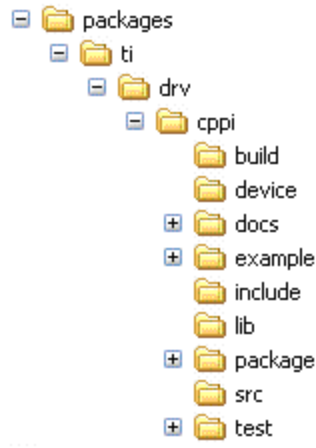 packages
ti
drv
cppi
build
device
docs
example
include
lib
package
src
test